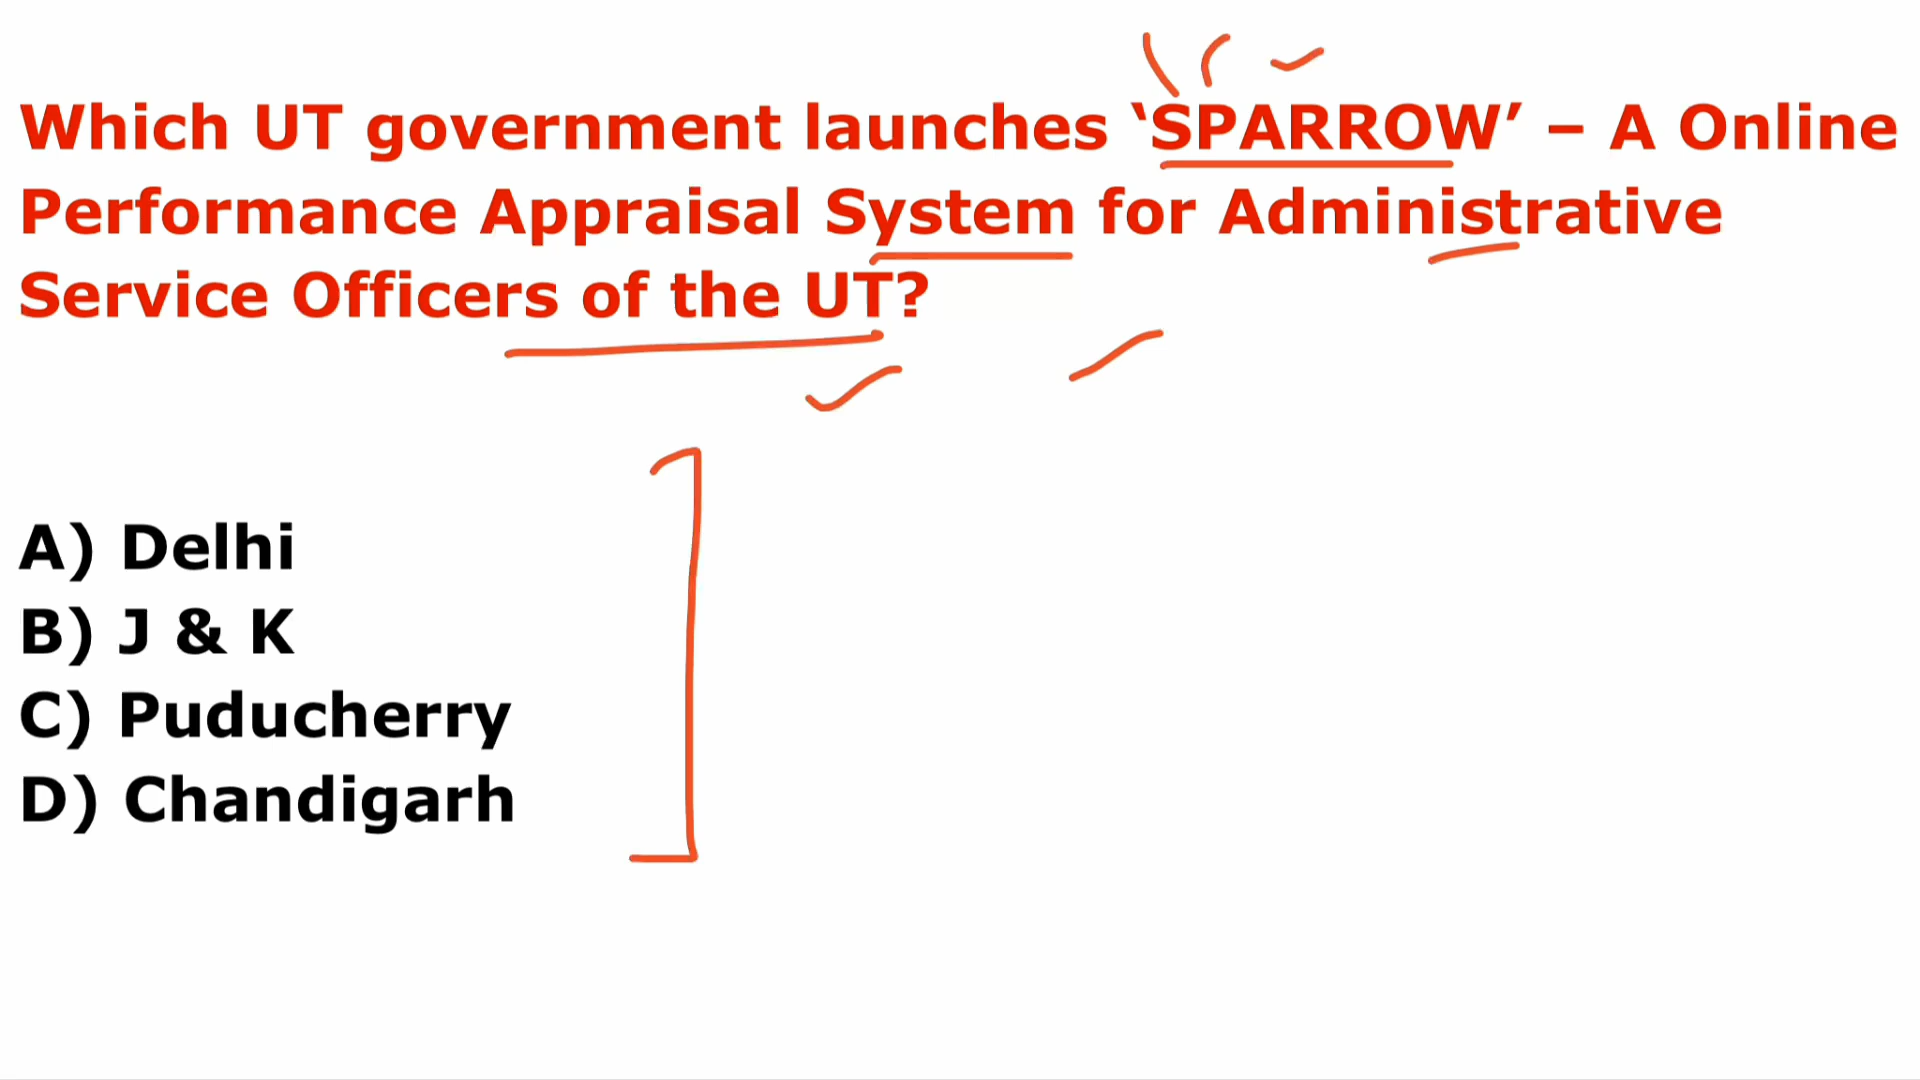 Which UT government launches ‘SPARROW’ – A Online
Performance Appraisal System for Administrative
Service Officers of the UT?
A) Delhi
B) J & K
C) Puducherry
D) Chandigarh